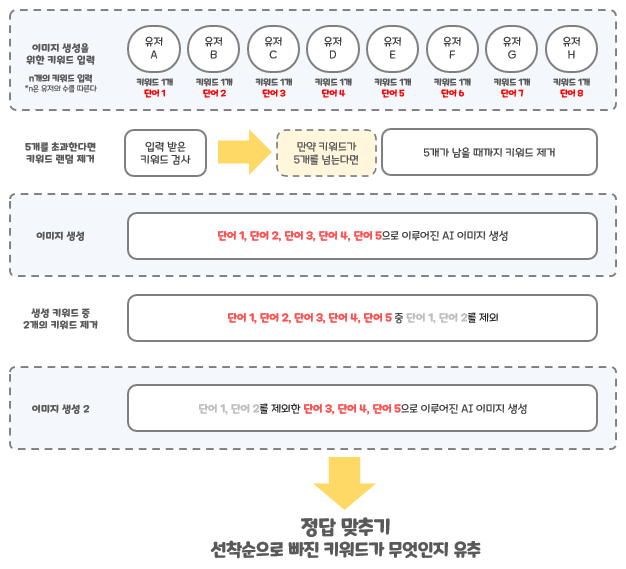 이미지 생성을
위한 키워드 입력
n개의 키워드 입력
*n은 유저의 수를 따른다
유저
A
유저
B
유저
C
유저
D
유저
E
유저
F
유저
G
유저
H
키워드 1개
단어 1
키워드 1개
단어 2
키워드 1개
단어 3
키워드 1개
단어 4
키워드 1개
단어 5
키워드 1개
단어 6
키워드 1개
단어 7
키워드 1개
단어 8
5개를 초과한다면
키워드 랜덤 제거
입력 받은
키워드 검사
만약 키워드가
5개를 넘는다면
5개가 남을 때까지 키워드 제거
이미지 생성
단어 1, 단어 2, 단어 3, 단어 4, 단어 5으로 이루어진 AI 이미지 생성
생성 키워드 중
2개의 키워드 제거
단어 1, 단어 2, 단어 3, 단어 4, 단어 5 중 단어 1, 단어 2를 제외
이미지 생성 2
단어 1, 단어 2를 제외한 단어 3, 단어 4, 단어 5으로 이루어진 AI 이미지 생성
정답 맞추기
선착순으로 빠진 키워드가 무엇인지 유추